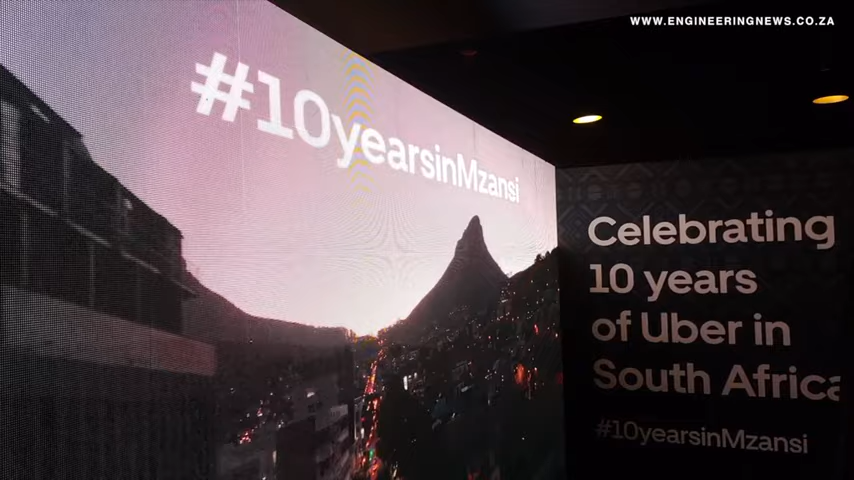 WWW.ENGINEERINGNEWS.CO.ZA
#10yearsinMzansi
Celebrating
10 years
of Uber in
South Africa
#10yearsinMzansi